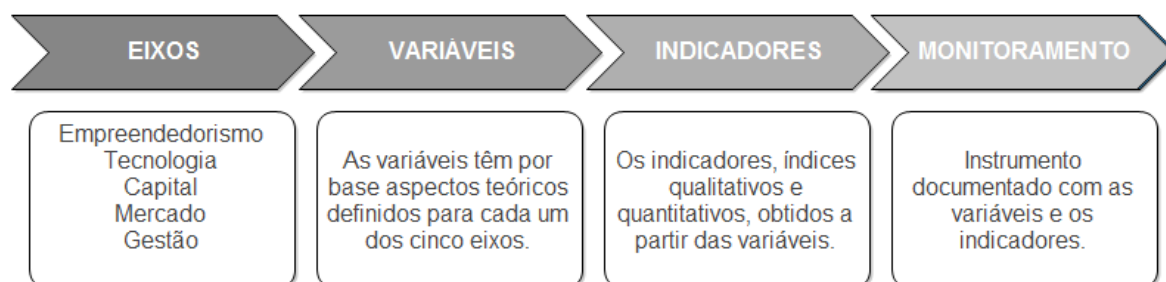 EIXOS
VARIÁVEIS
INDICADORES
MONITORAMENTO
Empreendedorismo
Tecnologia
Capital
Mercado
Gestão
As variáveis têm por
base aspectos teóricos
definidos para cada um
dos cinco eixos.
Os indicadores, índices
qualitativos e
quantitativos, obtidos a
partir das variáveis.
Instrumento
documentado com as
variáveis e os
indicadores.